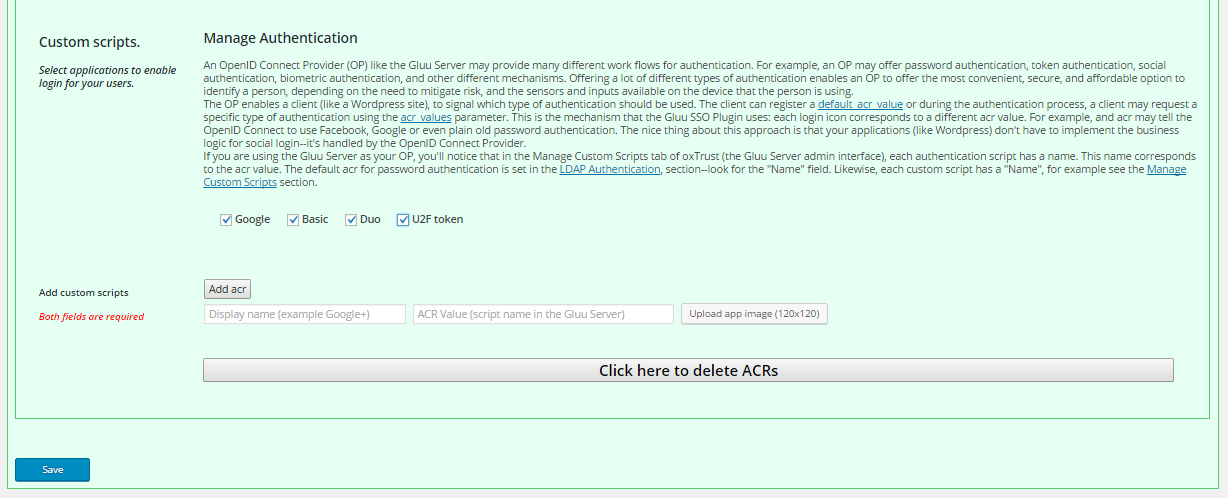 Custom scripts.
Select applications to enable
login for your users.
Manage Authentication
An OpenID Connect Provider (OP) like the Gluu Server may provide many different work flows for authentication. For example, an OP may offer password authentication, token authentication, social
authentication, biometric authentication, and other different mechanisms. Offering a lot of different types of authentication enables an OP to offer the most convenient, secure, and affordable option to
identify a person, depending on the need to mitigate risk, and the sensors and inputs available on the device that the person is using.
The OP enables a client (like a Wordpress site), to signal which type of authentication should be used. The client can register a default_acr_value or during the authentication process, a client may request a
specific type of authentication using the acr_values parameter. This is the mechanism that the Gluu SSO Plugin uses: each login icon corresponds to a different acr value. For example, and acr may tell the
OpenID Connect to use Facebook, Google or even plain old password authentication. The nice thing about this approach is that your applications (like Wordpress) don't have to implement the business
logic for social login--it's handled by the OpenID Connect Provider.
If you are using the Gluu Server as your OP, you'll notice that in the Manage Custom Scripts tab of oxTrust (the Gluu Server admin interface), each authentication script has a name. This name corresponds
to the acr value. The default acr for password authentication is set in the LDAP Authentication, section--look for the "Name" field. Likewise, each custom script has a "Name", for example see the Manage
Custom Scripts section.
Google Basic Duo U2F token
Add custom scripts
Both fields are required
Add acr
Display name (example Google+) ACR Value (script name in the Gluu Server) Upload app image (120x120)
Click here to delete ACRs
Save